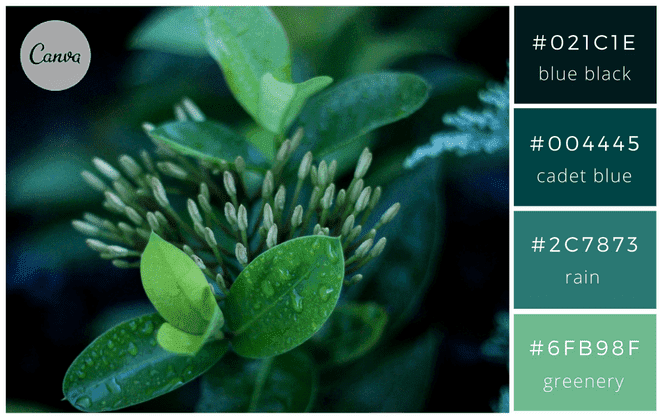 Canva
#021C1E
blue black
#004445
cadet blue
#2C7873
rain
#6FB98F
greenery